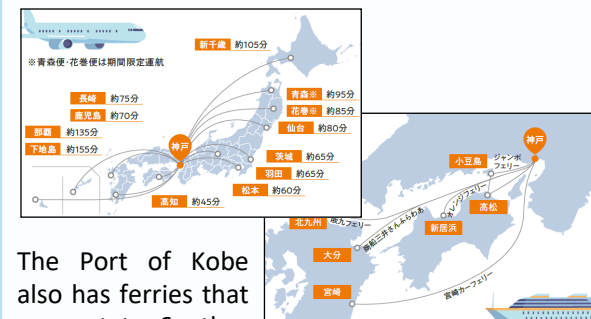 ※青森便・花巻便は期間限定運航
新千歳 約105分
長崎 約75分
鹿児島 約70分
那覇 約135分
下地島 約155分
神戸
青森※ 約95分
花巻※ 約85分
仙台 約80分
茨城 約65分
羽田 約65分
松本 約60分
高知 約45分
神戸
小豆島
ジャンボ
フェリー
オレンジフェリー
高松
新居浜
北九州
阪九フェリー
商船三井さんふらわあ
大分
宮崎
宮崎カーフェリー
The Port of Kobe
also has ferries that